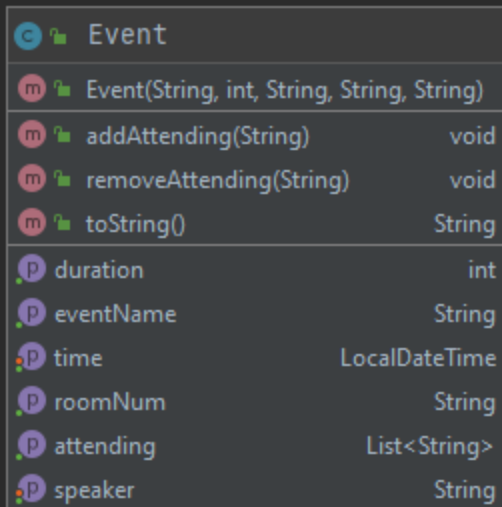 C Event
m Event(String, int, String, String, String)
m addAttending(String) void
m removeAttending(String) void
m toString() String
p duration int
p eventName String
p time LocalDateTime
p roomNum String
p attending List<String>
p speaker String